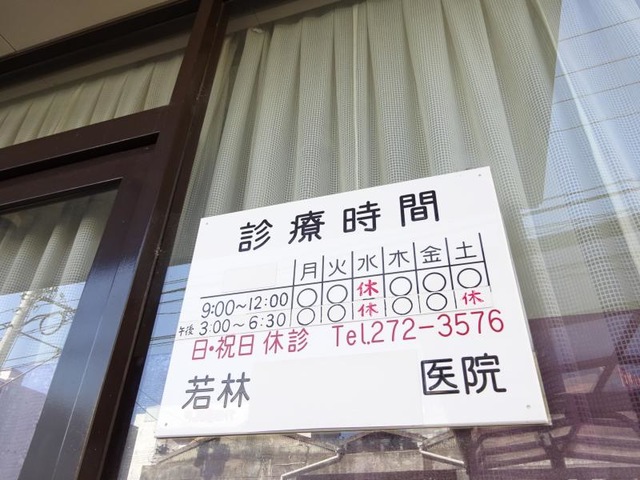 診療時間
月 火 水 木 金 土
9:00〜12:00 ○ ○ 休 ○ ○ ○
午後 3:00〜6:30 ○ ○ 休 ○ ○ 休
日・祝日 休診 Tel.272-3576
若林 医院